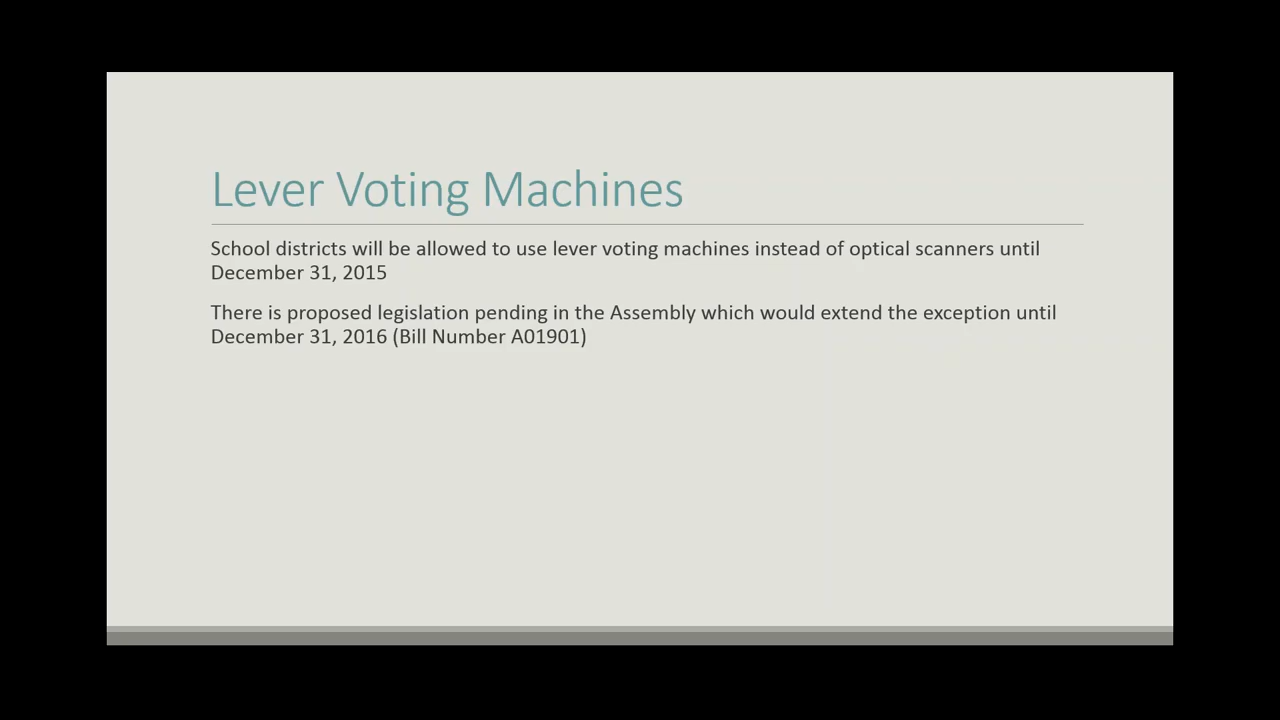 Lever Voting Machines
School districts will be allowed to use lever voting machines instead of optical scanners until
December 31, 2015
There is proposed legislation pending in the Assembly which would extend the exception until
December 31, 2016 (Bill Number A01901)